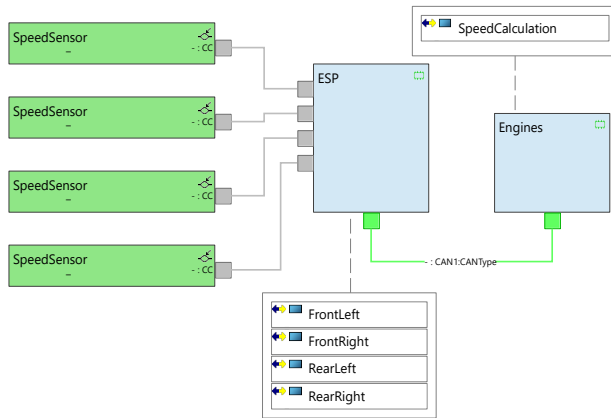 SpeedSensor
–
- : CC
SpeedSensor
–
- : CC
SpeedSensor
–
- : CC
SpeedSensor
–
- : CC
ESP
SpeedCalculation
Engines
- : CAN1:CANType
FrontLeft
FrontRight
RearLeft
RearRight